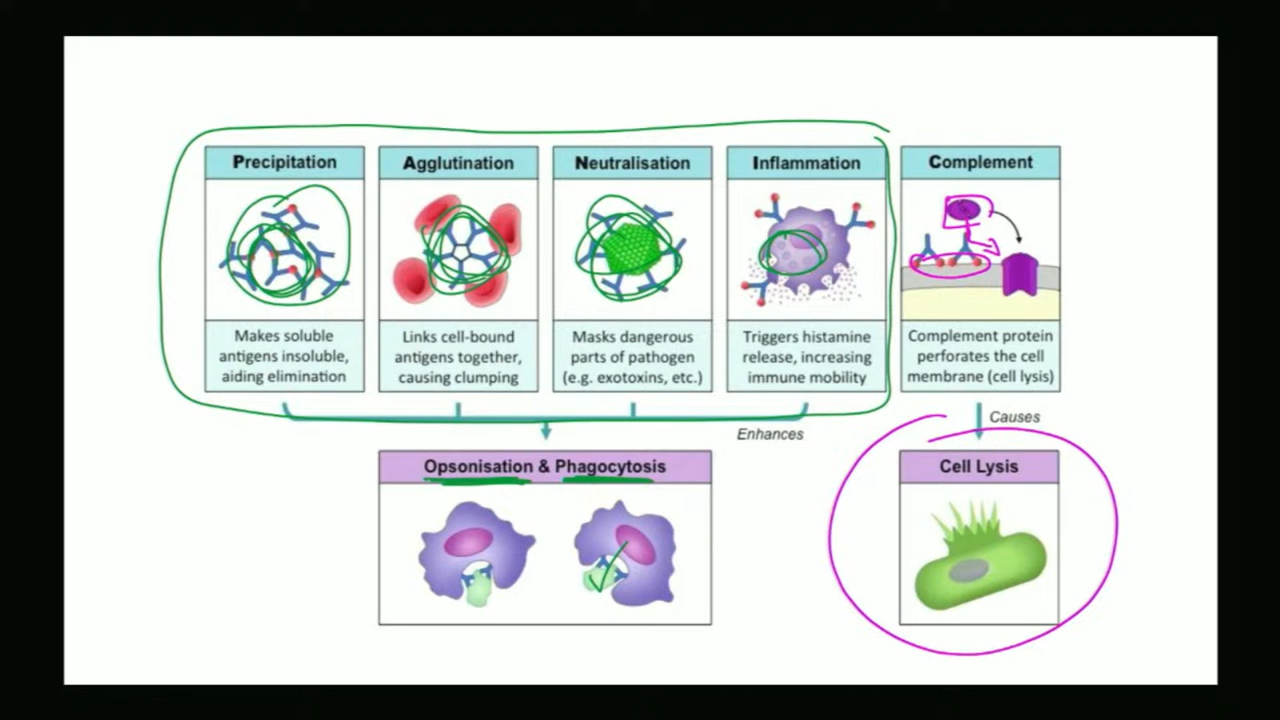 Precipitation
Agglutination
Neutralisation
Inflammation
Complement
Makes soluble
antigens insoluble,
aiding elimination
Links cell-bound
antigens together,
causing clumping
Masks dangerous
parts of pathogen
(e.g. exotoxins, etc.)
Triggers histamine
release, increasing
immune mobility
Complement protein
perforates the cell
membrane (cell lysis)
Enhances
Causes
Opsonisation & Phagocytosis
Cell Lysis